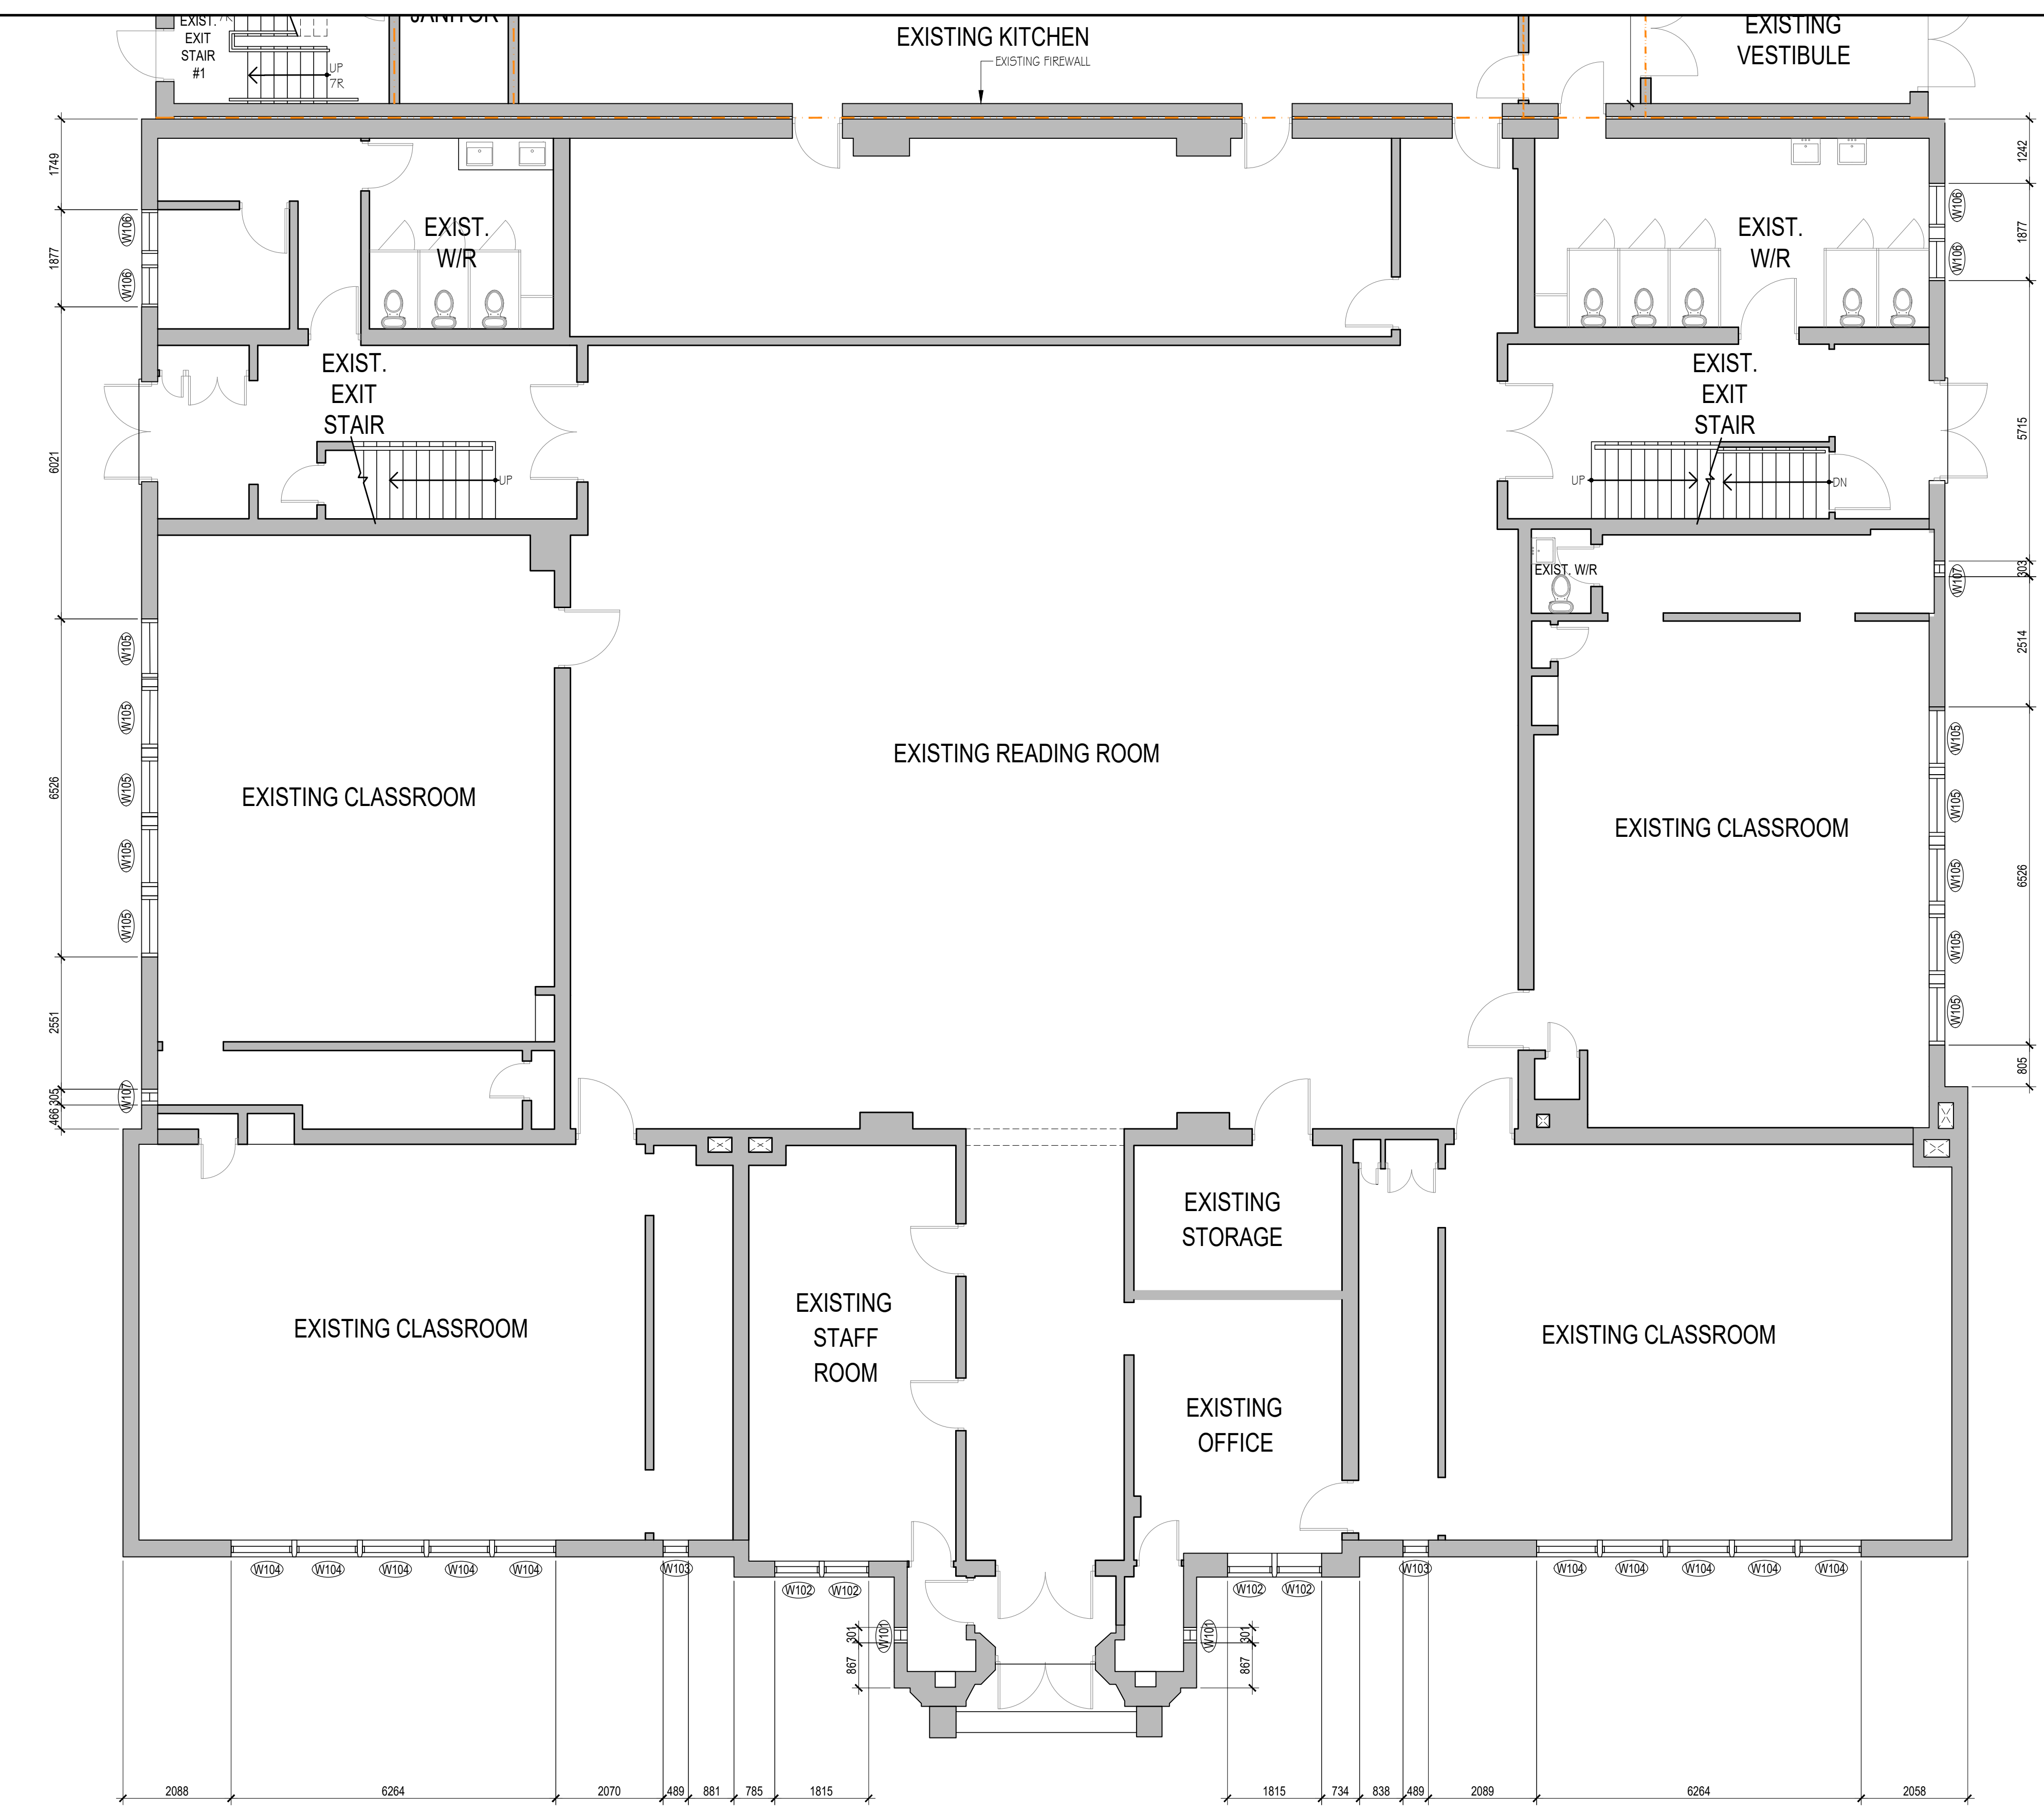 EXIST.
EXIT
STAIR
#1
UP
7R
JANITOR
EXISTING KITCHEN
EXISTING FIREWALL
EXISTING
VESTIBULE
1749
1877
6021
6526
2551
305
466
W106
W106
W105
W105
W105
W105
W105
W107
EXIST.
W/R
EXIST.
EXIT
STAIR
UP
EXIST.
W/R
EXIST.
EXIT
STAIR
UP
DN
EXIST. W/R
EXISTING CLASSROOM
EXISTING READING ROOM
EXISTING CLASSROOM
W106
W106
W107
W105
W105
W105
W105
W105
1242
1877
5715
303
2514
6526
805
EXISTING CLASSROOM
EXISTING
STAFF
ROOM
EXISTING
STORAGE
EXISTING
OFFICE
EXISTING CLASSROOM
W104 W104 W104 W104 W104 W103 W102 W102 W102 W102 W103 W104 W104 W104 W104 W104
301 W101 W101 301
867 867
2088 6264 2070 489 881 785 1815 1815 734 838 489 2089 6264 2058